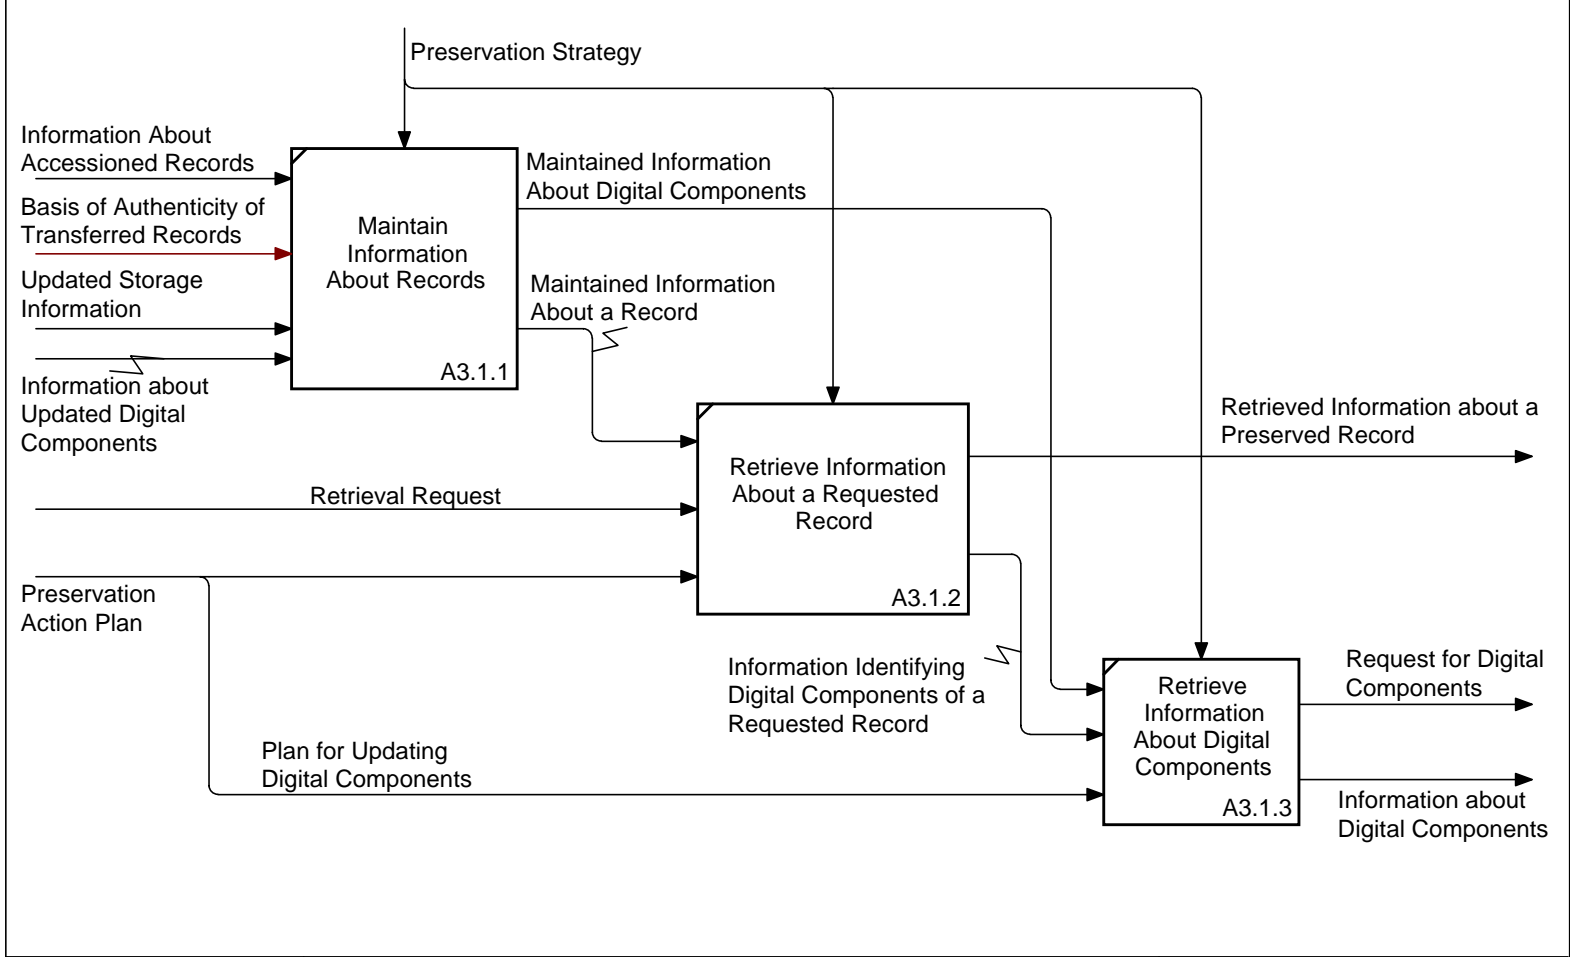 Preservation Strategy
Information About
Accessioned Records
Basis of Authenticity of
Transferred Records
Updated Storage
Information
Information about
Updated Digital
Components
Maintain
Information
About Records
A3.1.1
Maintained Information
About Digital Components
Maintained Information
About a Record
Retrieval Request
Preservation
Action Plan
Retrieve Information
About a Requested
Record
A3.1.2
Retrieved Information about a
Preserved Record
Information Identifying
Digital Components of a
Requested Record
Plan for Updating
Digital Components
Retrieve
Information
About Digital
Components
A3.1.3
Request for Digital
Components
Information about
Digital Components